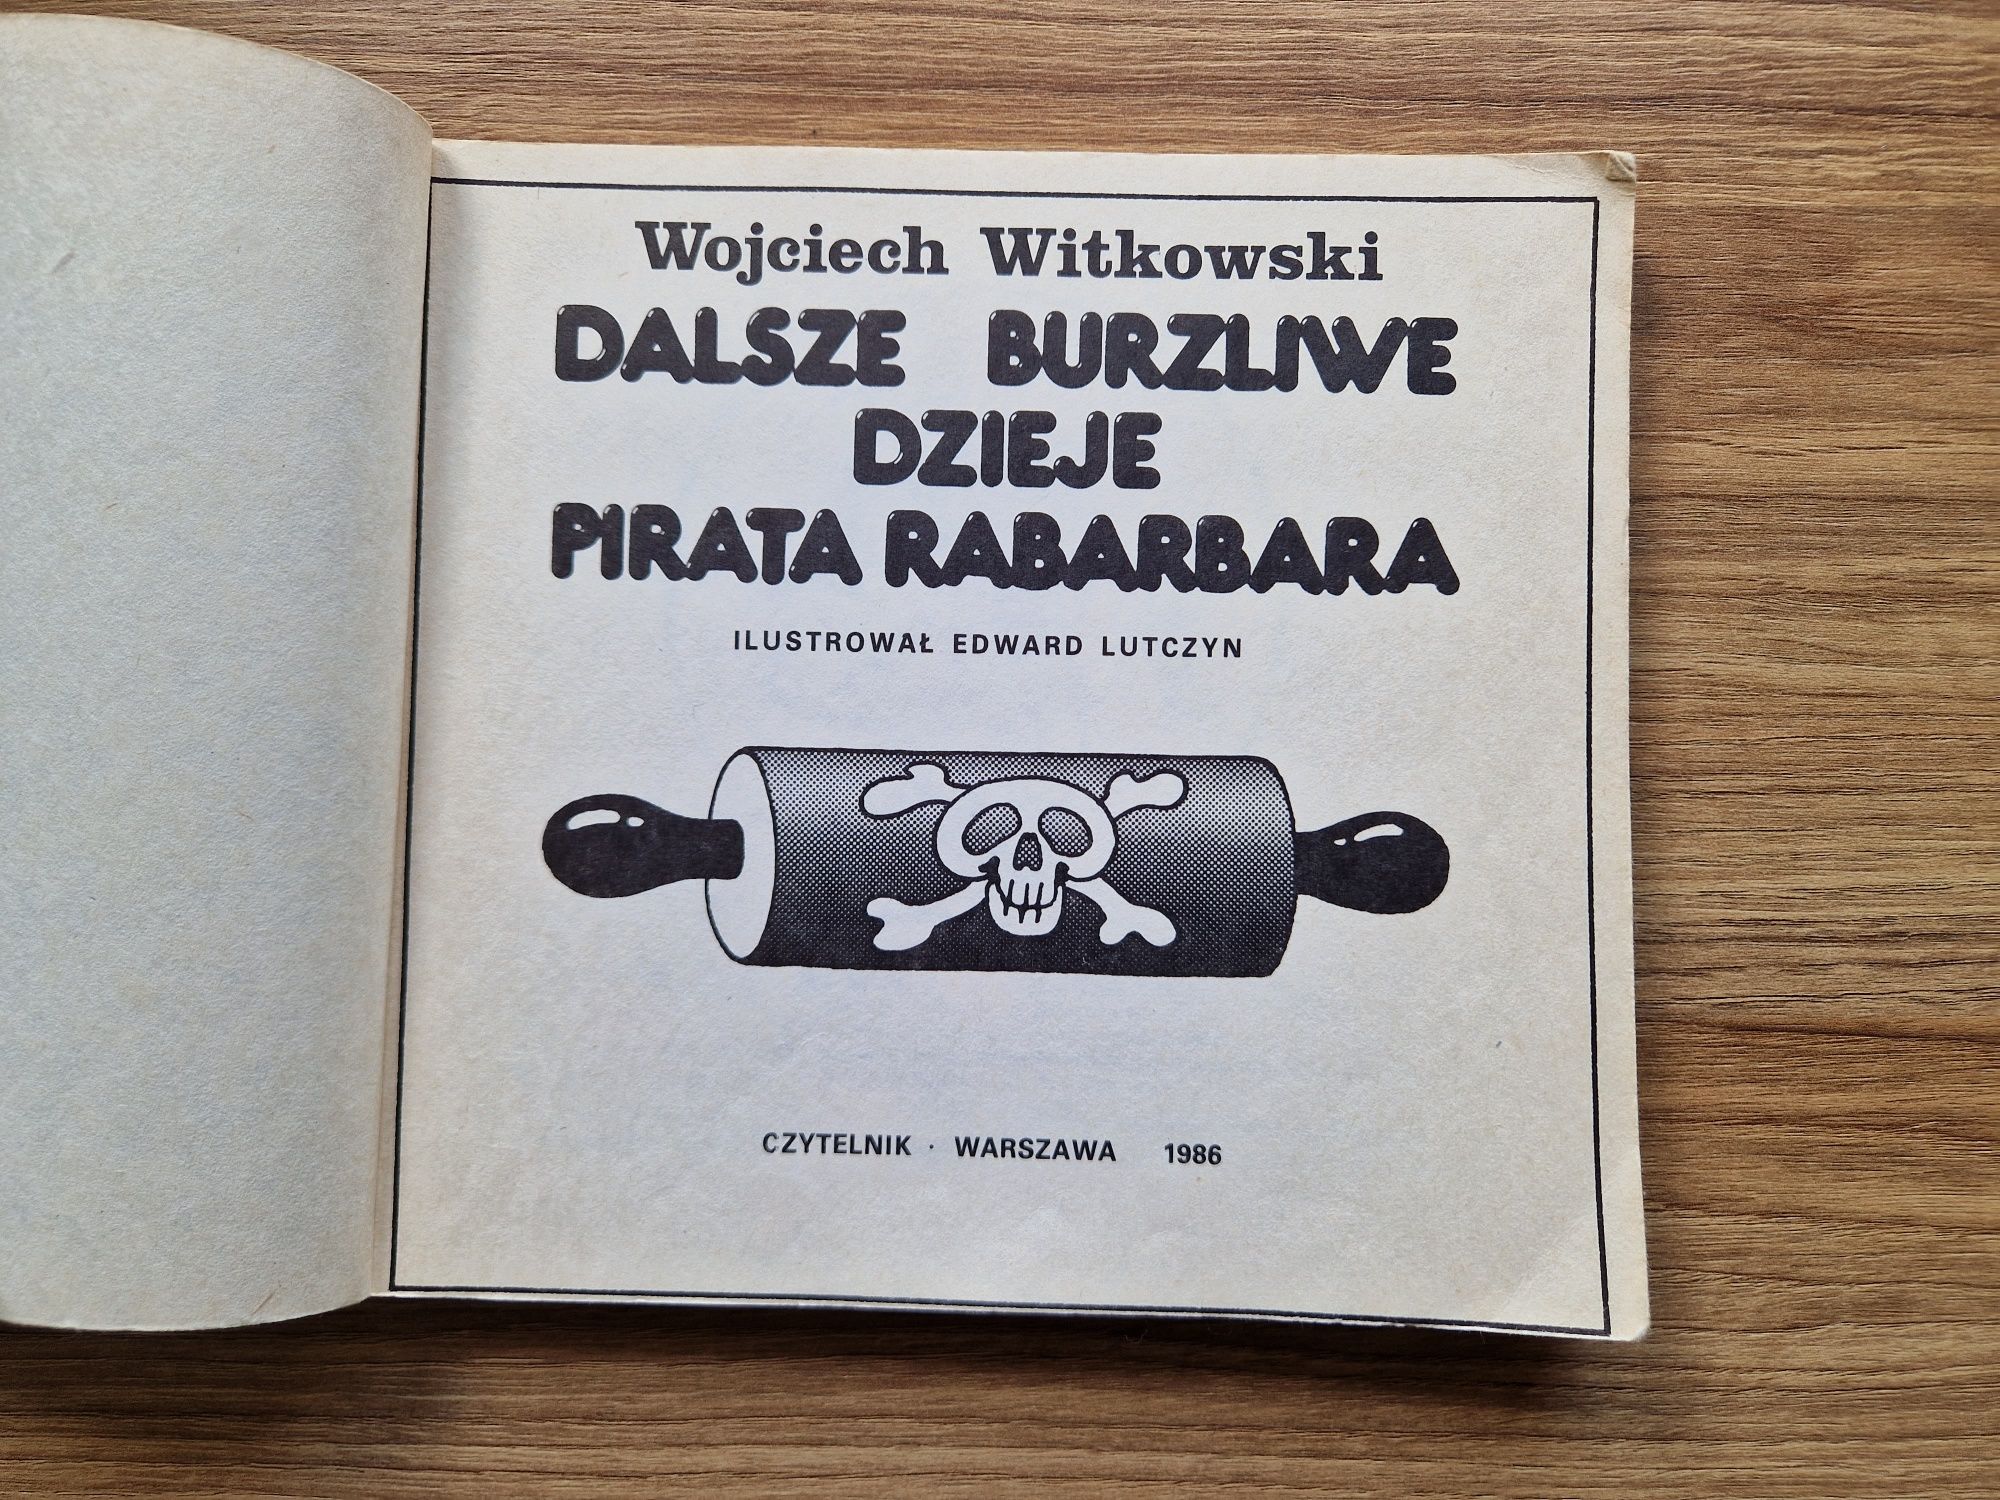 Wojciech Witkowski
DALSZE BURZLIWE
DZIEJE
PIRATA RABARBARA
ILUSTROWAŁ EDWARD LUTCZYN
CZYTELNIK · WARSZAWA 1986